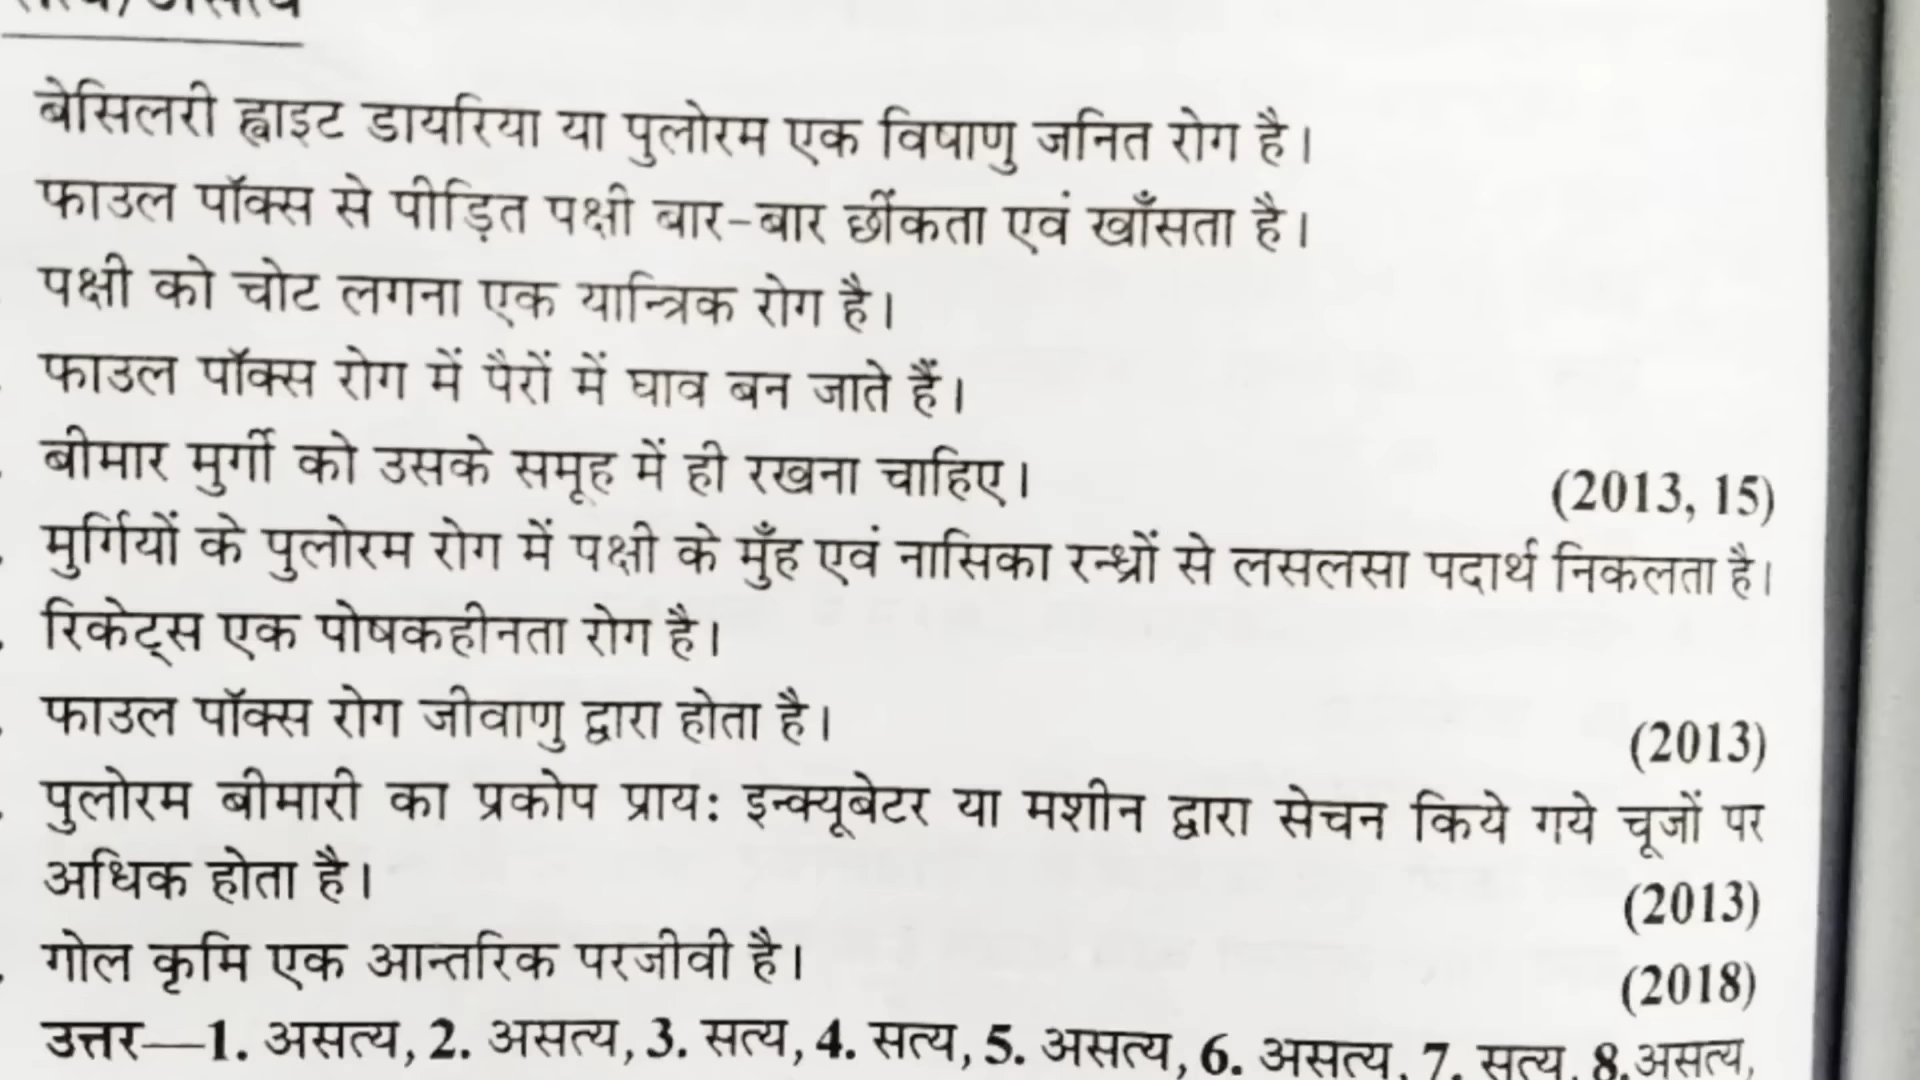 सत्य/असत्य
बेसिलरी ह्वाइट डायरिया या पुलोरम एक विषाणु जनित रोग है।
फाउल पॉक्स से पीड़ित पक्षी बार-बार छींकता एवं खाँसता है।
पक्षी को चोट लगना एक यान्त्रिक रोग है।
फाउल पॉक्स रोग में पैरों में घाव बन जाते हैं।
बीमार मुर्गी को उसके समूह में ही रखना चाहिए। (2013, 15)
मुर्गियों के पुलोरम रोग में पक्षी के मुँह एवं नासिका रन्ध्रों से लसलसा पदार्थ निकलता है।
रिकेट्स एक पोषकहीनता रोग है।
फाउल पॉक्स रोग जीवाणु द्वारा होता है। (2013)
पुलोरम बीमारी का प्रकोप प्रायः इन्क्यूबेटर या मशीन द्वारा सेचन किये गये चूजों पर
अधिक होता है। (2013)
गोल कृमि एक आन्तरिक परजीवी है। (2018)
उत्तर—1. असत्य, 2. असत्य, 3. सत्य, 4. सत्य, 5. असत्य, 6. असत्य, 7. सत्य, 8. असत्य,